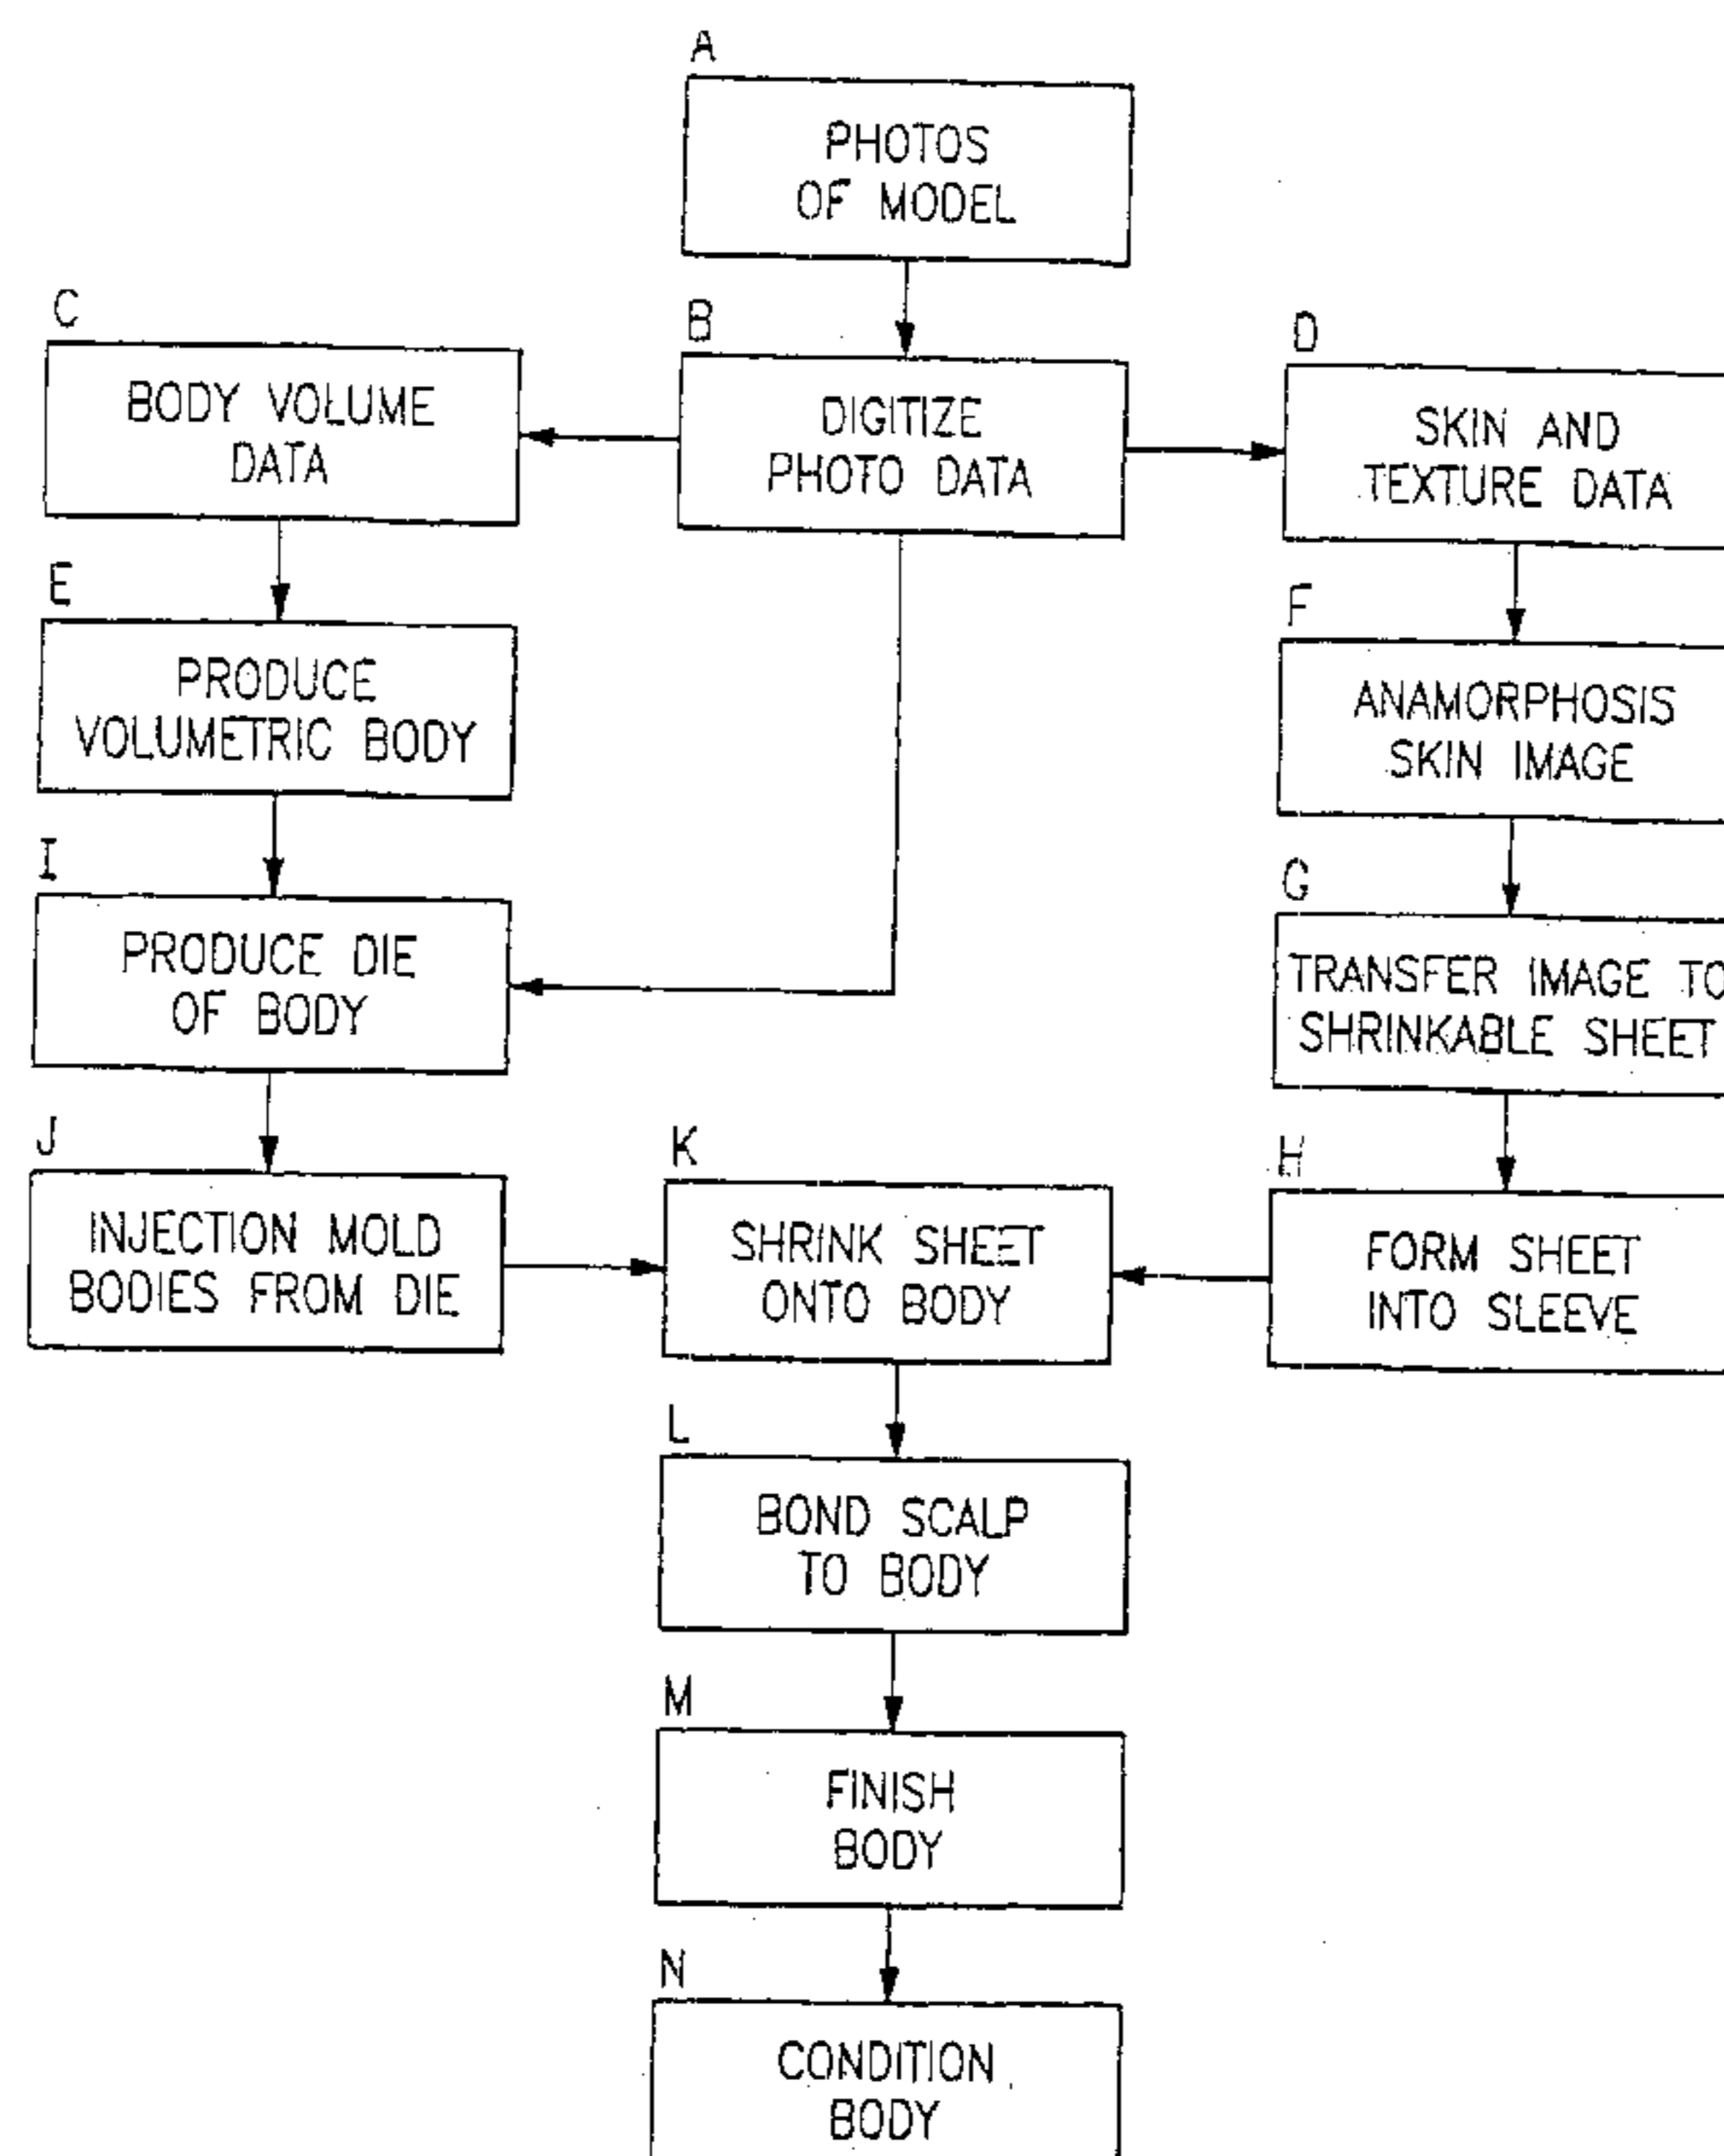 A
PHOTOS
OF MODEL
B
DIGITIZE
PHOTO DATA
C
BODY VOLUME
DATA
D
SKIN AND
TEXTURE DATA
E
PRODUCE
VOLUMETRIC BODY
F
ANAMORPHOSIS
SKIN IMAGE
G
TRANSFER IMAGE TO
SHRINKABLE SHEET
H
FORM SHEET
INTO SLEEVE
I
PRODUCE DIE
OF BODY
J
INJECTION MOLD
BODIES FROM DIE
K
SHRINK SHEET
ONTO BODY
L
BOND SCALP
TO BODY
M
FINISH
BODY
N
CONDITION
BODY